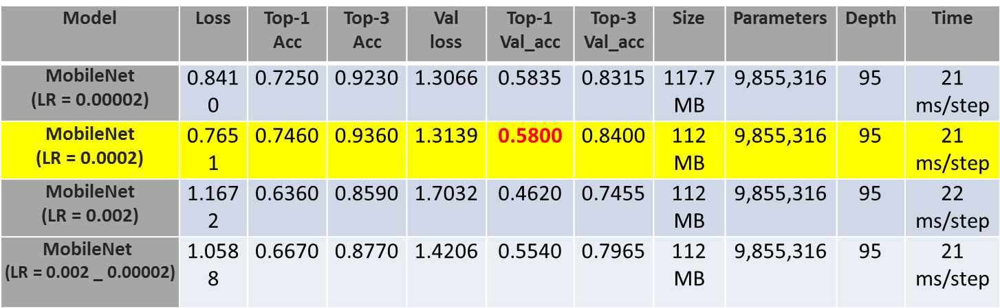 Model Loss Top-1 Acc Top-3 Acc Val loss Top-1 Val_acc Top-3 Val_acc Size Parameters Depth Time
MobileNet (LR = 0.00002) 0.8410 0.7250 0.9230 1.3066 0.5835 0.8315 117.7 MB 9,855,316 95 21 ms/step
MobileNet (LR = 0.0002) 0.7651 0.7460 0.9360 1.3139 0.5800 0.8400 112 MB 9,855,316 95 21 ms/step
MobileNet (LR = 0.002) 1.1672 0.6360 0.8590 1.7032 0.4620 0.7455 112 MB 9,855,316 95 22 ms/step
MobileNet (LR = 0.002 _ 0.00002) 1.0588 0.6670 0.8770 1.4206 0.5540 0.7965 112 MB 9,855,316 95 21 ms/step